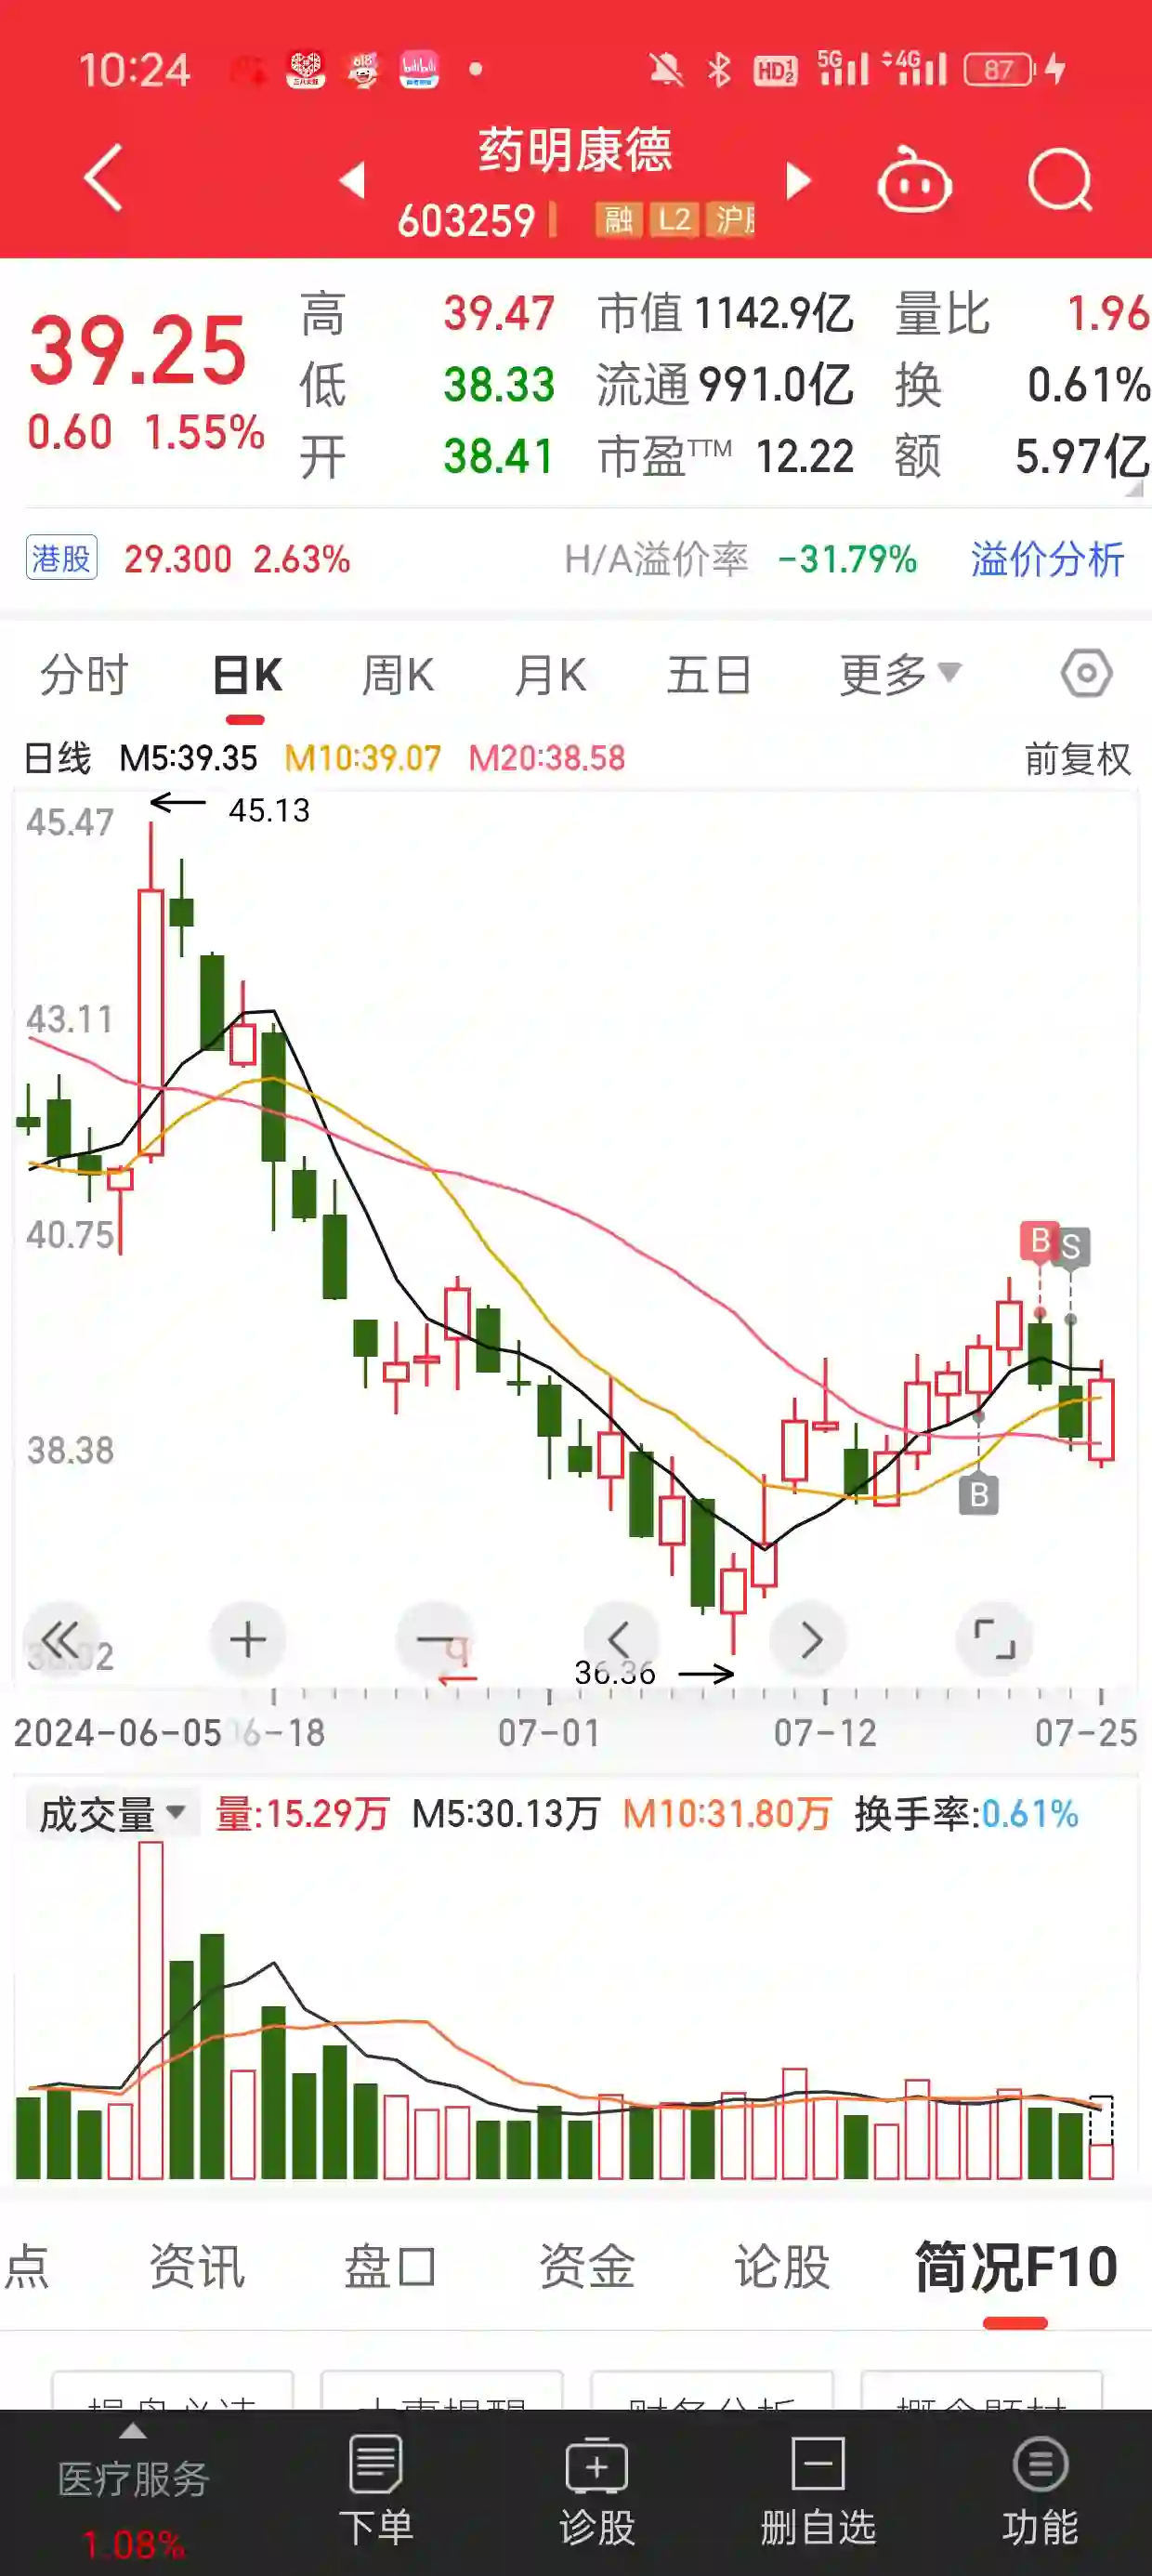 10:24 HD 5G 4G 87
药明康德
603259 融 L2
39.25
0.60 1.55%
高 39.47 市值 1142.9亿 量比 1.96
低 38.33 流通 991.0亿 换 0.61%
开 38.41 市盈TTM 12.22 额 5.97亿
港股 29.300 2.63% H/A溢价率 -31.79% 溢价分析
分时 日K 周K 月K 五日 更多
日线 M5:39.35 M10:39.07 M20:38.58 前复权
45.47 45.13
43.11
40.75
B S
38.38
B
36.36
2024-06-05 06-18 07-01 07-12 07-25
成交量 量:15.29万 M5:30.13万 M10:31.80万 换手率:0.61%
点 资讯 盘口 资金 论股 简况F10
医疗服务
1.08%
下单 诊股 删自选 功能